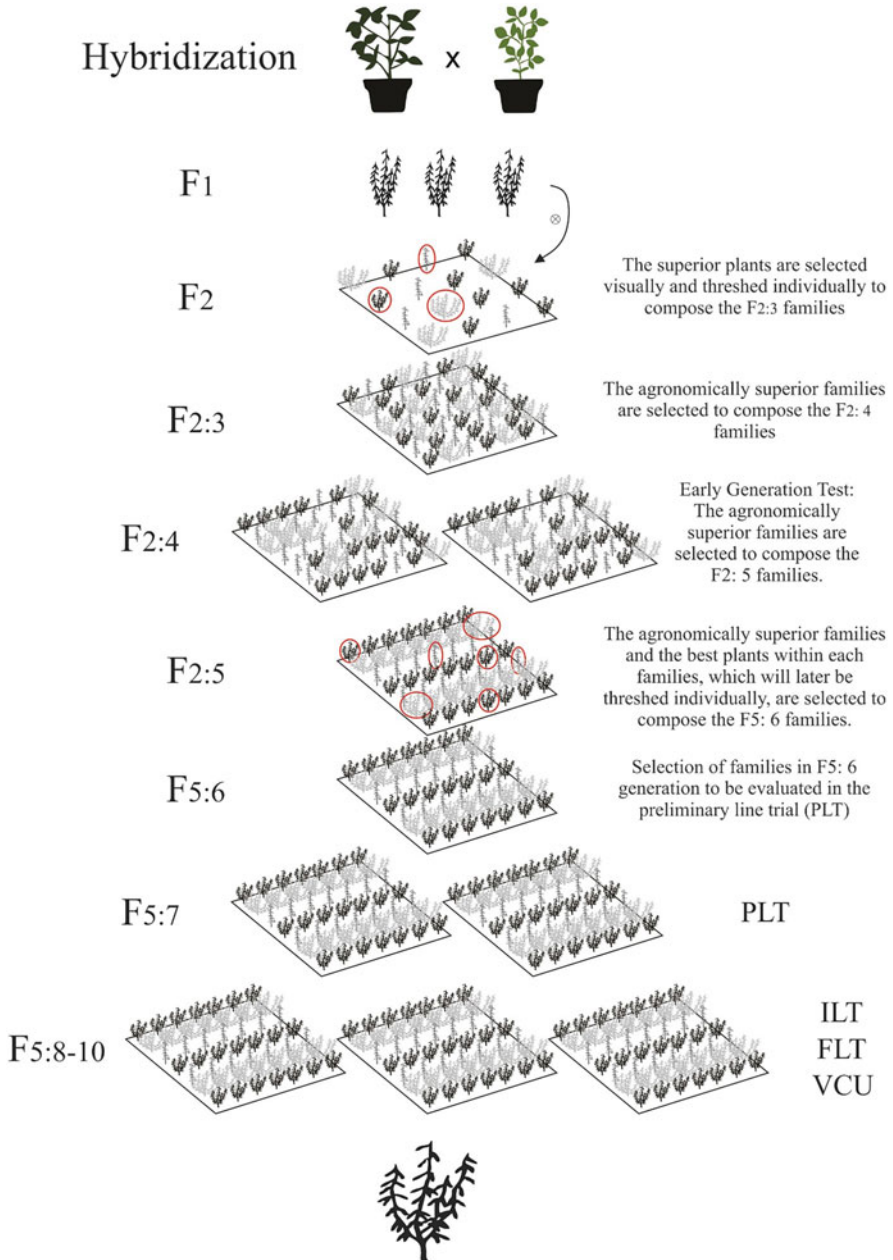 Hybridization
x
F1
⊗
F2
The superior plants are selected
visually and threshed individually to
compose the F2:3 families
F2:3
The agronomically superior families
are selected to compose the F2: 4
families
F2:4
Early Generation Test:
The agronomically
superior families are
selected to compose the
F2: 5 families.
F2:5
The agronomically superior families
and the best plants within each
families, which will later be
threshed individually, are selected to
compose the F5: 6 families.
F5:6
Selection of families in F5: 6
generation to be evaluated in the
preliminary line trial (PLT)
F5:7
PLT
F5:8-10
ILT
FLT
VCU